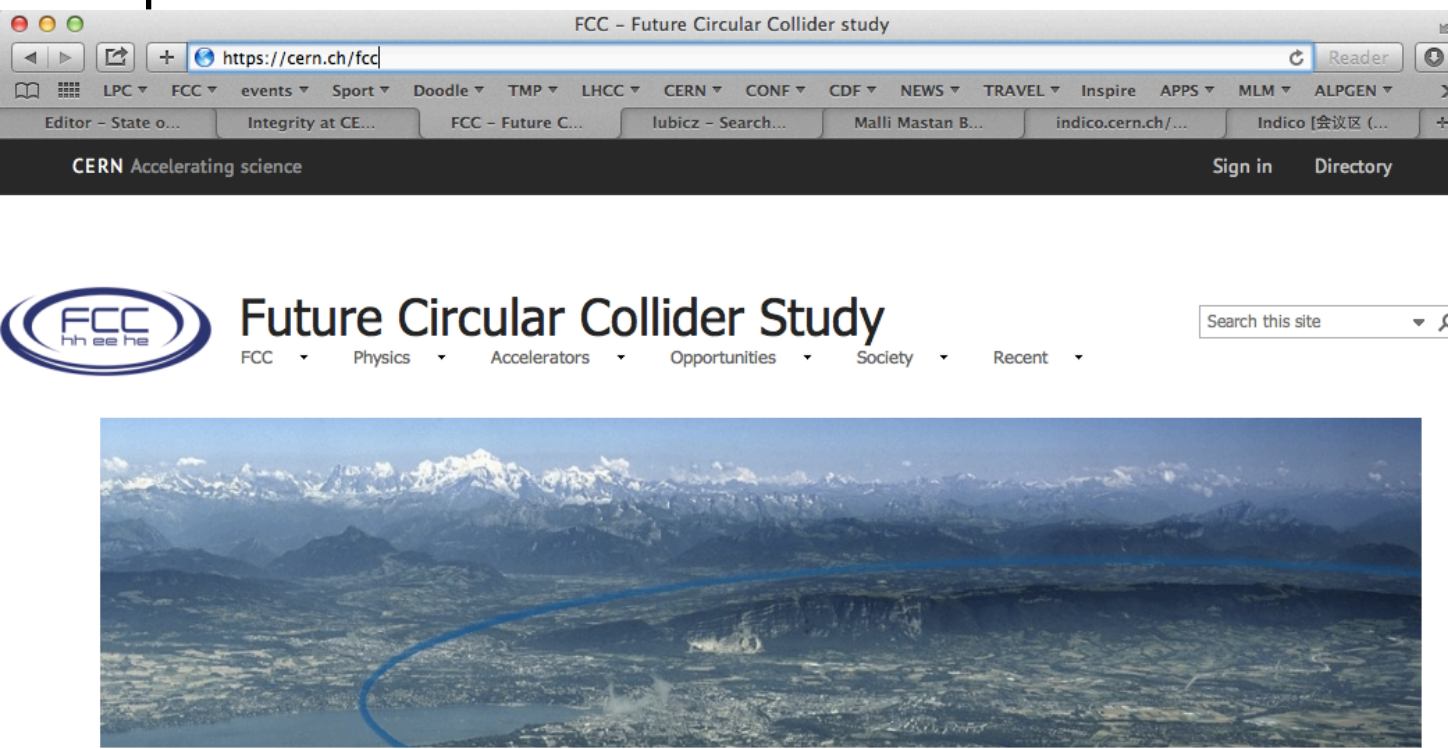 FCC – Future Circular Collider study
https://cern.ch/fcc Reader
LPC FCC events Sport Doodle TMP LHCC CERN CONF CDF NEWS TRAVEL Inspire APPS MLM ALPGEN
Editor – State o... Integrity at CE... FCC – Future C... lubicz – Search... Malli Mastan B... indico.cern.ch/... Indico [会议区 (...
CERN Accelerating science Sign in Directory
FCC
hh ee he
Future Circular Collider Study
Search this site
FCC Physics Accelerators Opportunities Society Recent